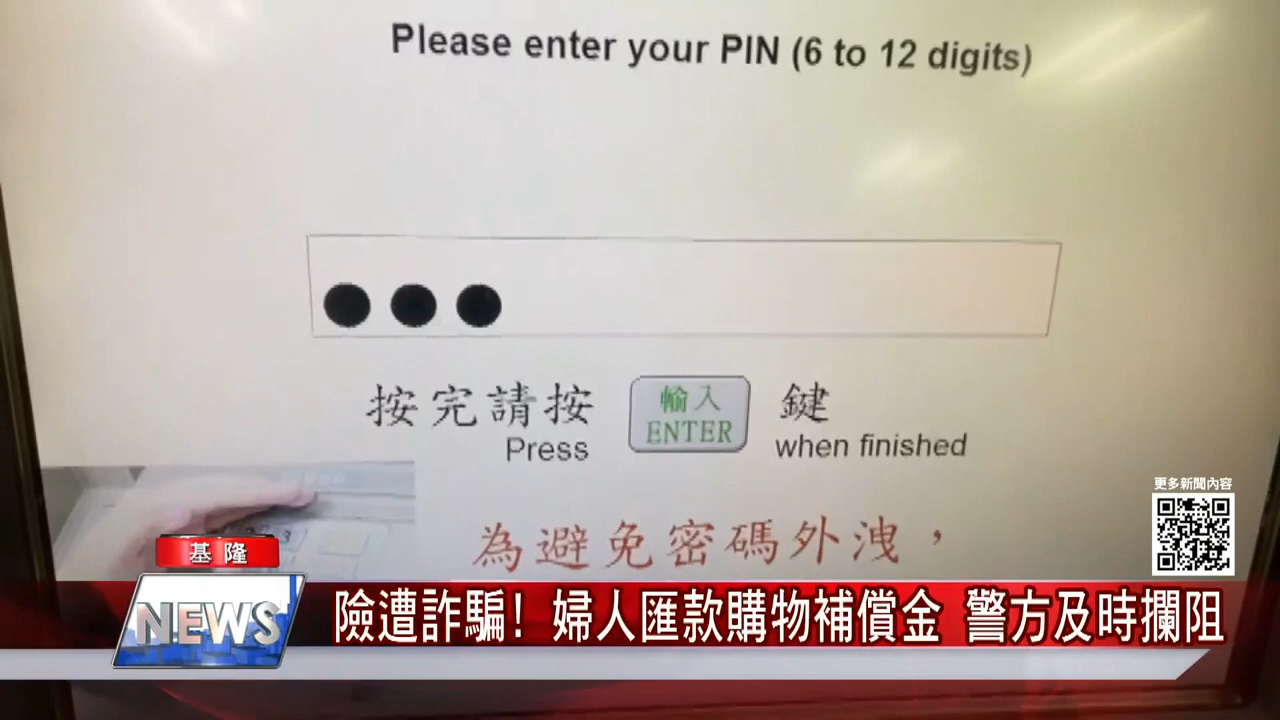 Please enter your PIN (6 to 12 digits)
按完請按 輸入 鍵
Press ENTER when finished
為避免密碼外洩，
更多新聞內容
基隆
NEWS
險遭詐騙! 婦人匯款購物補償金 警方及時攔阻